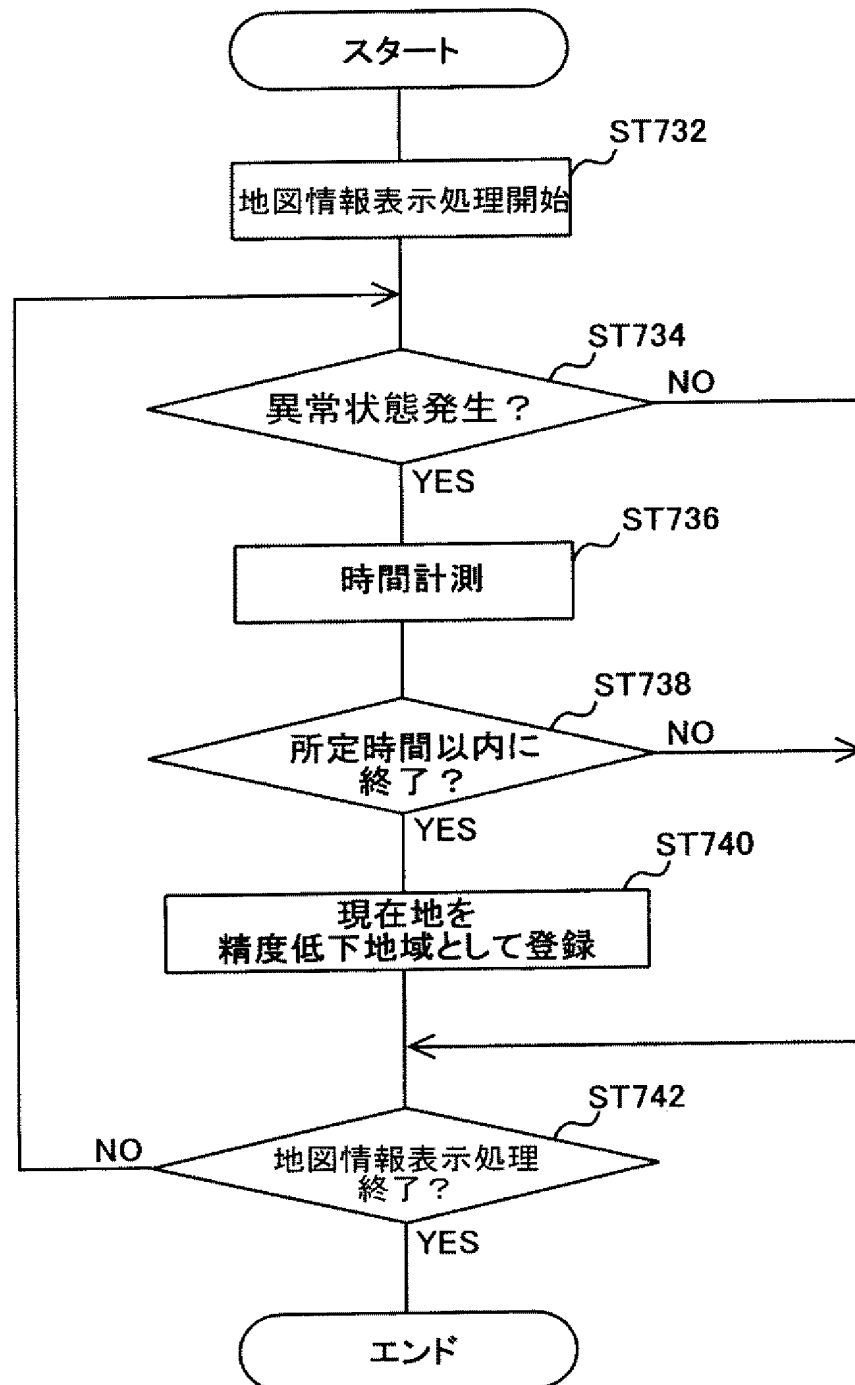 スタート
ST732
地図情報表示処理開始
ST734
異常状態発生?
NO
YES
ST736
時間計測
ST738
所定時間以内に
終了?
NO
YES
ST740
現在地を
精度低下地域として登録
ST742
地図情報表示処理
終了?
NO
YES
エンド